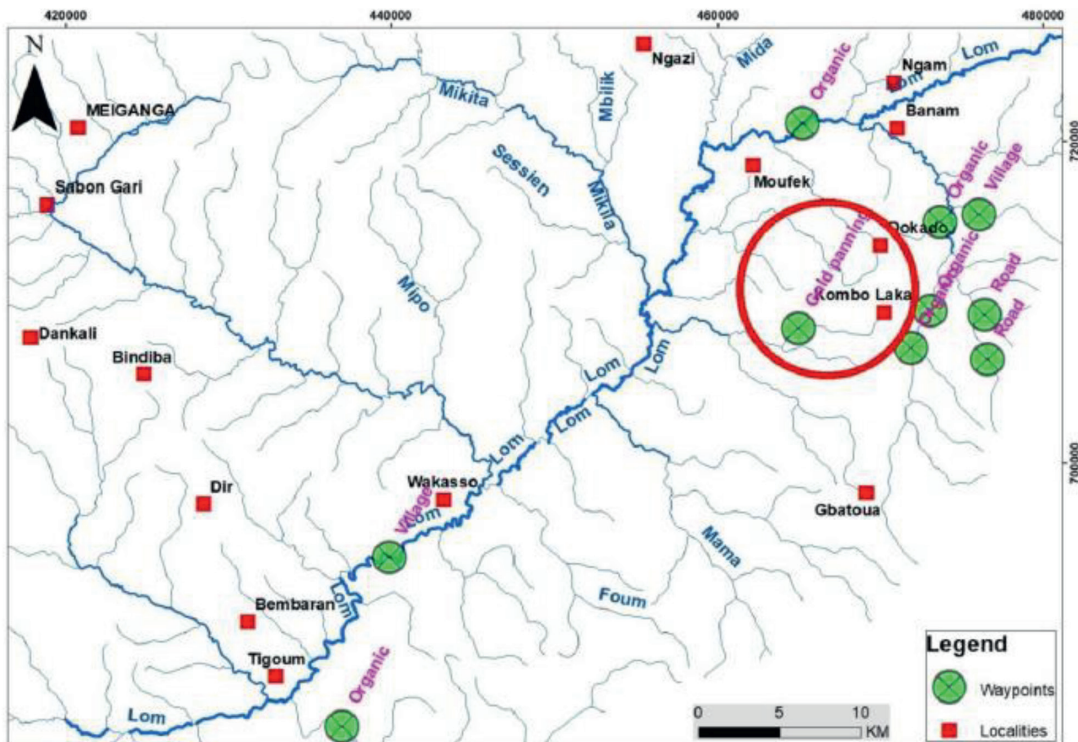 420000
440000
460000
480000
N
Ngazi
Mida
Organic
Lom
Ngam
Lom
MEIGANGA
Mikita
Mbilik
Banam
720000
Sabon Gari
Sessien
Mikila
Moufek
Organic
Village
Dokado
Mipo
Gold panning
Organic
Organic
Road
Kombo Laka
Road
Dankali
Bindiba
Lom
Lom
Lom
Lom
700000
Dir
Wakasso
Village
Lom
Gbatoua
Mama
Lom
Foum
Bembaran
Tigoum
Organic
Lom
Legend
Waypoints
Localities
0
5
10
KM